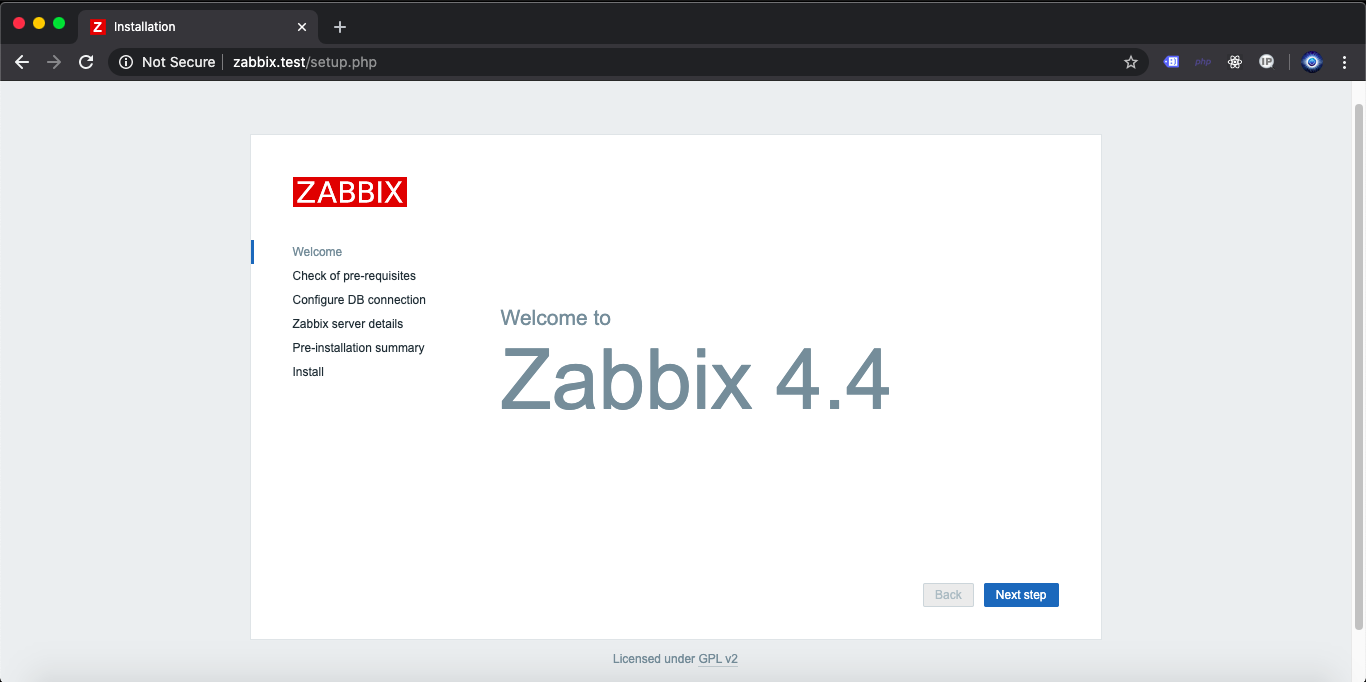 Z Installation
Not Secure zabbix.test/setup.php
php
IP
ZABBIX
Welcome
Check of pre-requisites
Configure DB connection
Zabbix server details
Pre-installation summary
Install
Welcome to
Zabbix 4.4
Back Next step
Licensed under GPL v2